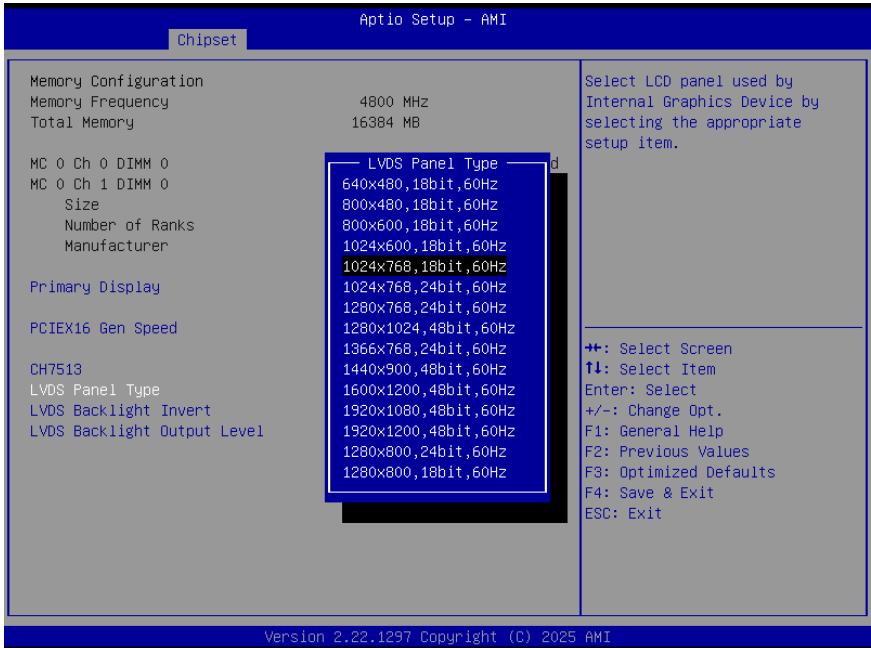 Aptio Setup – AMI
Chipset
Memory Configuration
Memory Frequency 4800 MHz
Total Memory 16384 MB
MC 0 Ch 0 DIMM 0
MC 0 Ch 1 DIMM 0
Size
Number of Ranks
Manufacturer
Primary Display
PCIEX16 Gen Speed
CH7513
LVDS Panel Type
LVDS Backlight Invert
LVDS Backlight Output Level
LVDS Panel Type
640x480,18bit,60Hz
800x480,18bit,60Hz
800x600,18bit,60Hz
1024x600,18bit,60Hz
1024x768,18bit,60Hz
1024x768,24bit,60Hz
1280x768,24bit,60Hz
1280x1024,48bit,60Hz
1366x768,24bit,60Hz
1440x900,48bit,60Hz
1600x1200,48bit,60Hz
1920x1080,48bit,60Hz
1920x1200,48bit,60Hz
1280x800,24bit,60Hz
1280x800,18bit,60Hz
Select LCD panel used by
Internal Graphics Device by
selecting the appropriate
setup item.
→←: Select Screen
↑↓: Select Item
Enter: Select
+/-: Change Opt.
F1: General Help
F2: Previous Values
F3: Optimized Defaults
F4: Save & Exit
ESC: Exit
Version 2.22.1297 Copyright (C) 2025 AMI